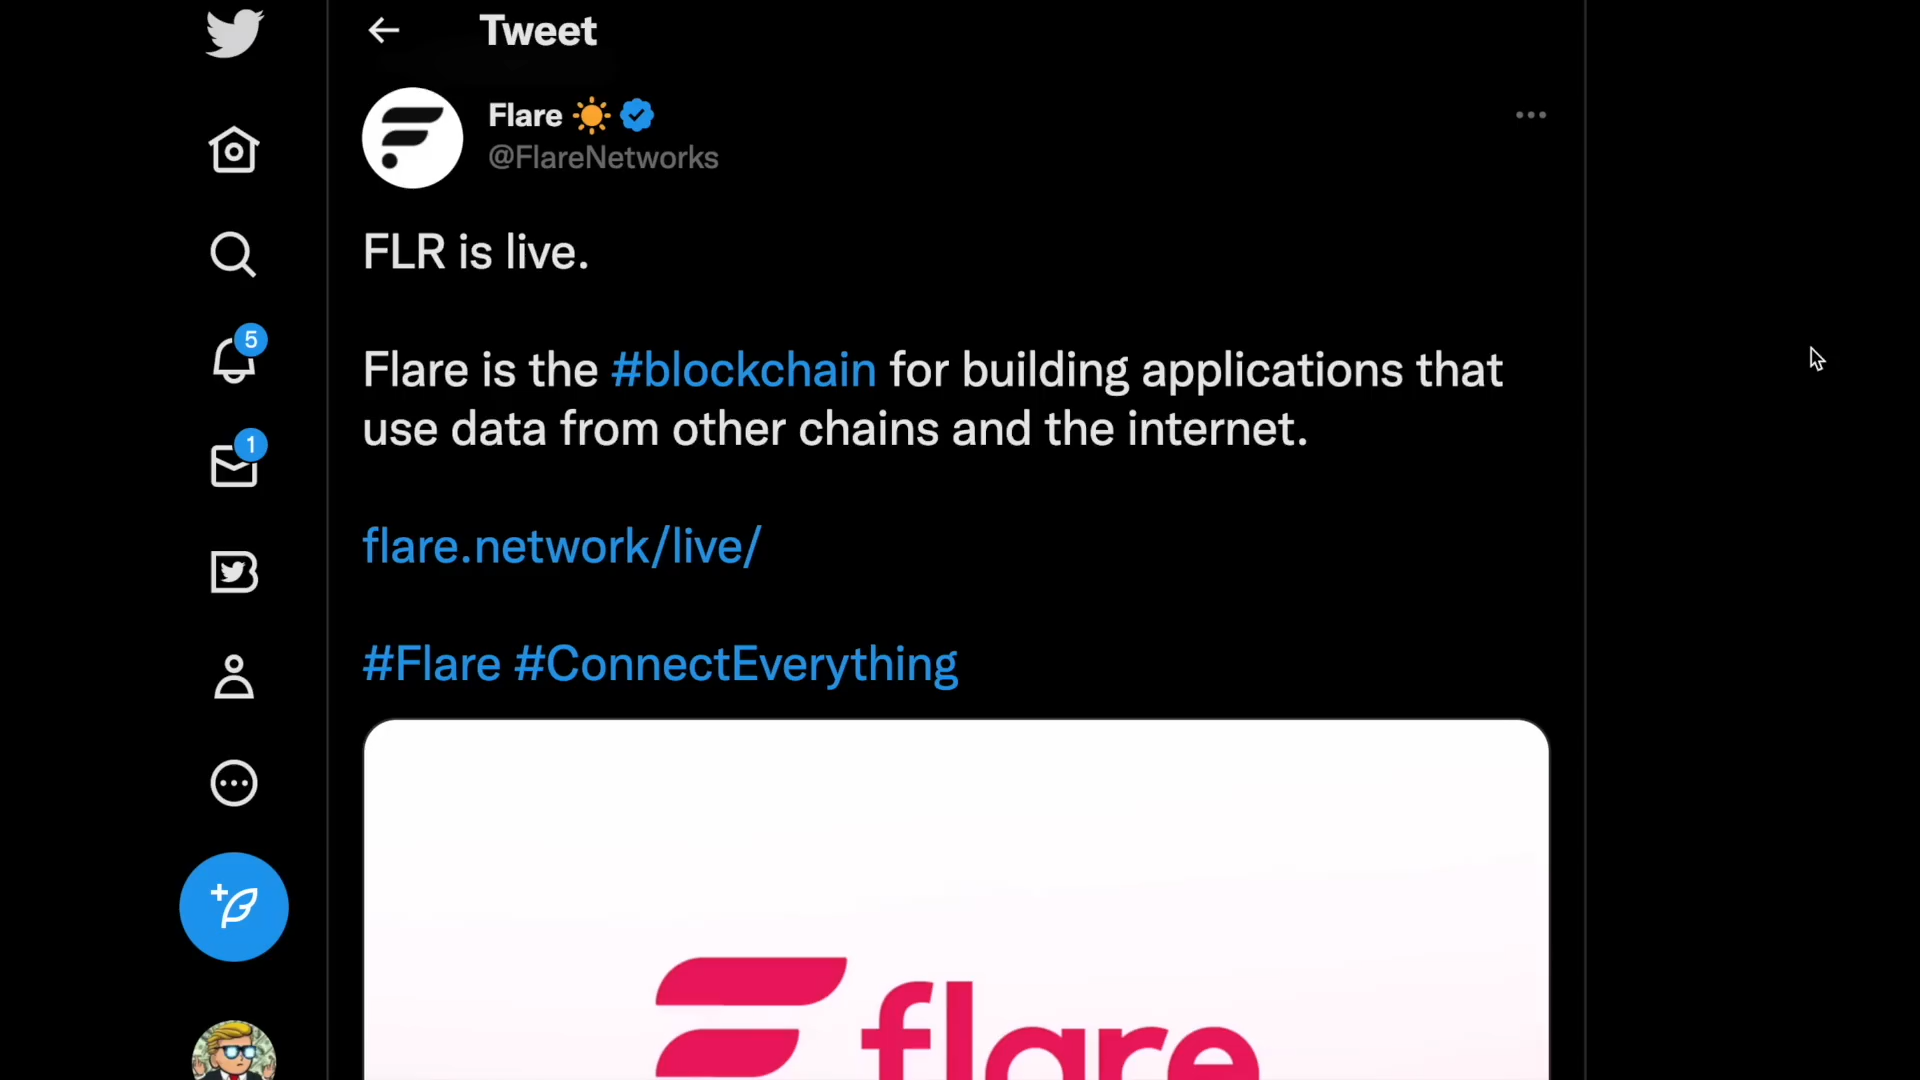 Tweet
Flare ☀️
@FlareNetworks
FLR is live.
5
Flare is the #blockchain for building applications that
use data from other chains and the internet.
1
flare.network/live/
#Flare #ConnectEverything
flare